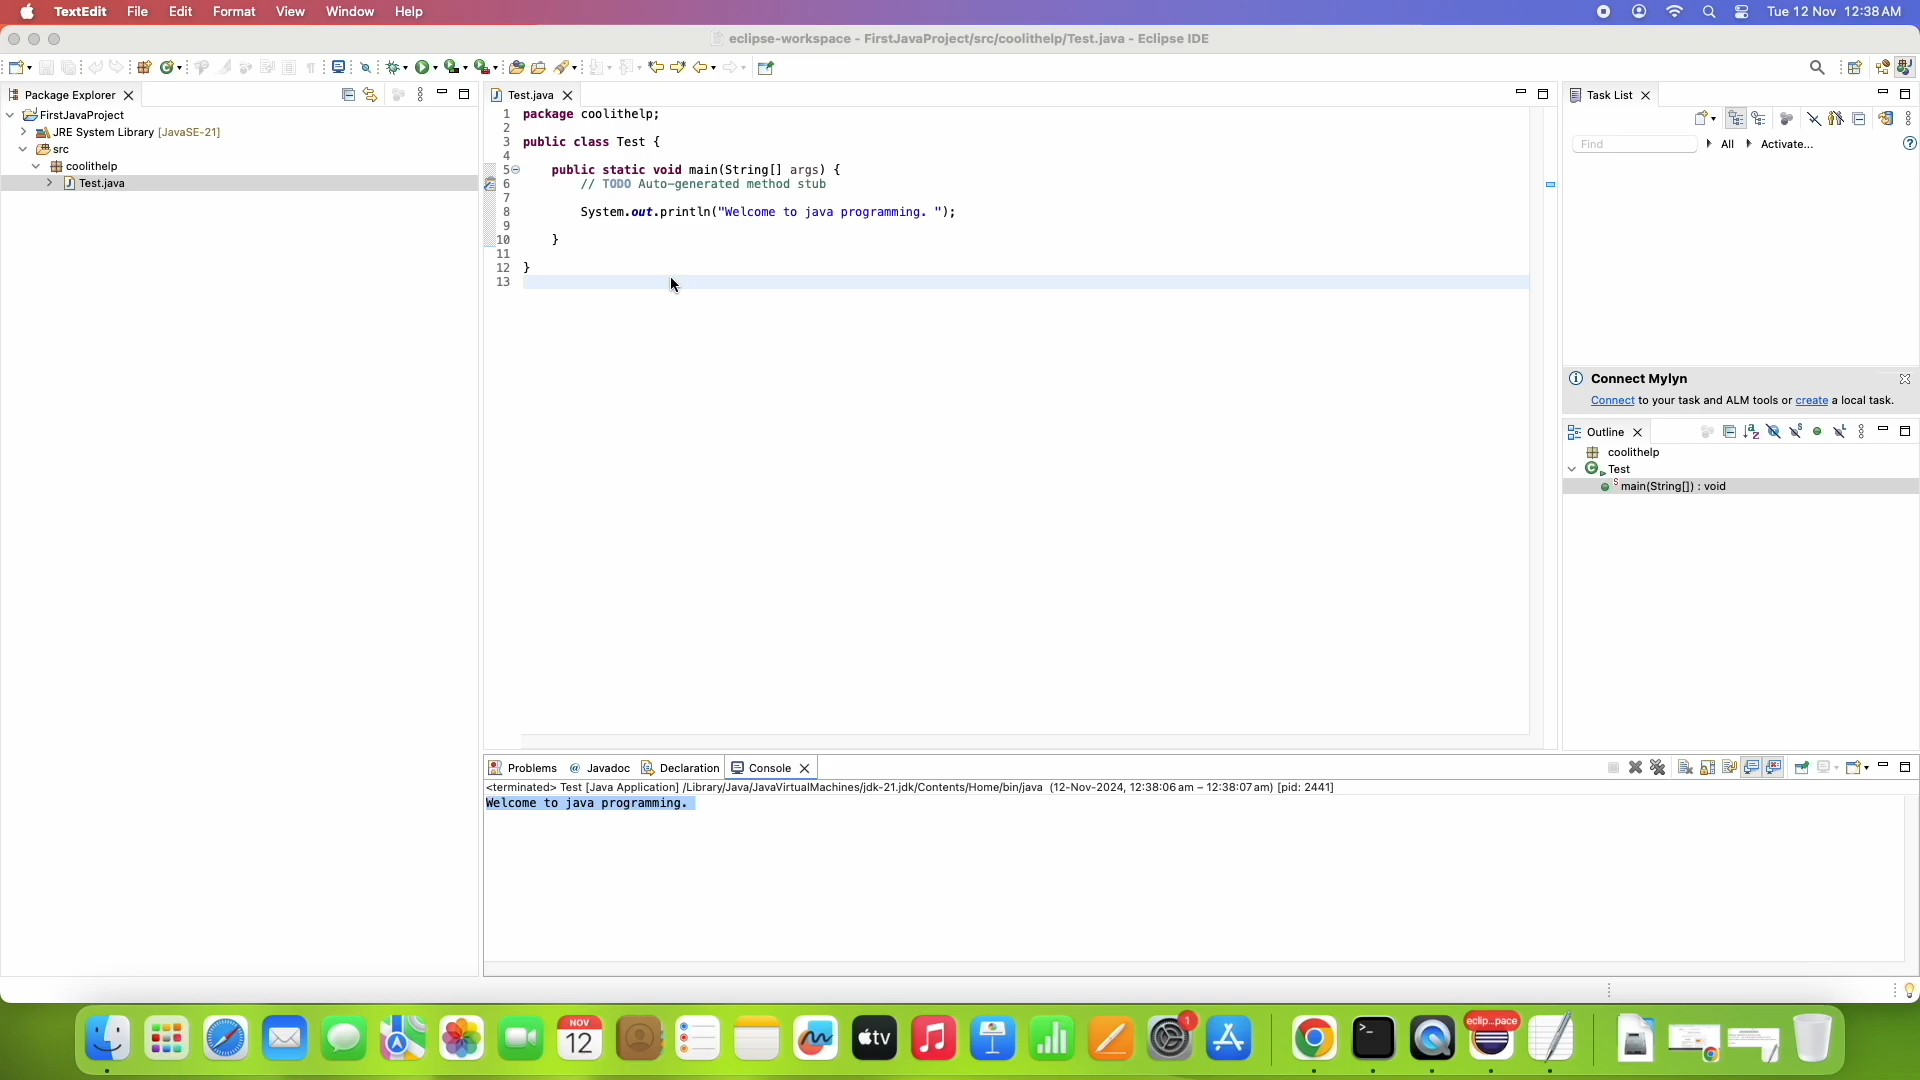 TextEdit File Edit Format View Window Help Tue 12 Nov 12:38 AM
eclipse-workspace - FirstJavaProject/src/coolithelp/Test.java - Eclipse IDE
Package Explorer
FirstJavaProject
JRE System Library [JavaSE-21]
src
coolithelp
Test.java
Test.java
1 package coolithelp;
2
3 public class Test {
4
5 public static void main(String[] args) {
6 // TODO Auto-generated method stub
7
8 System.out.println("Welcome to java programming. ");
9
10 }
11
12 }
13
Task List
Find All Activate...
Connect Mylyn
Connect to your task and ALM tools or create a local task.
Outline
coolithelp
Test
main(String[]) : void
Problems @ Javadoc Declaration Console
<terminated> Test [Java Application] /Library/Java/JavaVirtualMachines/jdk-21.jdk/Contents/Home/bin/java (12-Nov-2024, 12:38:06 am – 12:38:07 am) [pid: 2441]
Welcome to java programming.
NOV
12
tv
1
eclip...pace